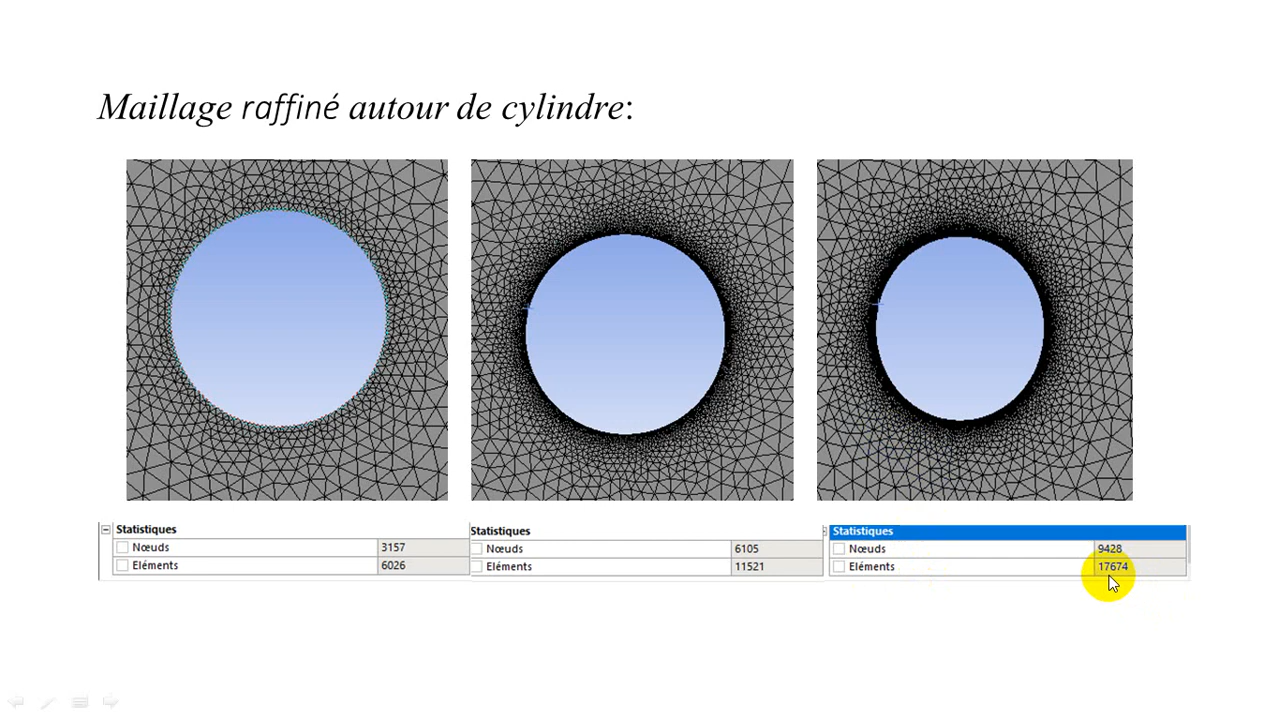 Maillage raffiné autour de cylindre:
Statistiques
Nœuds 3157
Eléments 6026
Statistiques
Nœuds 6105
Eléments 11521
Statistiques
Nœuds 9428
Eléments 17674